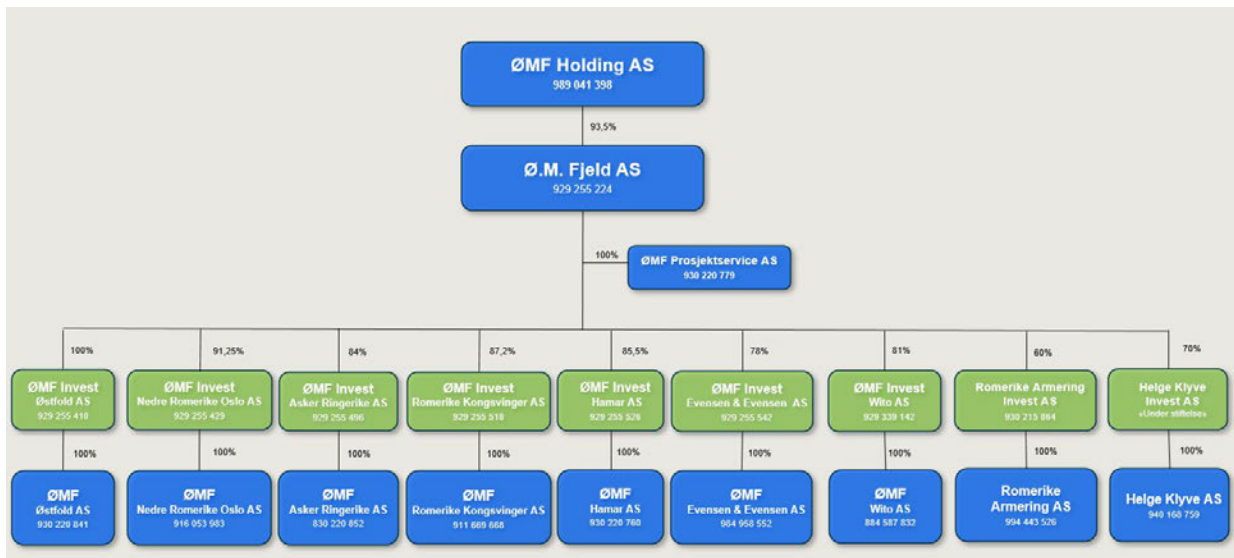 ØMF Holding AS
989 041 398
93,5%
Ø.M. Fjeld AS
929 255 224
100%
ØMF Prosjektservice AS
930 220 779
100%
91,25%
84%
87,2%
85,5%
78%
81%
60%
70%
ØMF Invest
Østfold AS
929 255 410
ØMF Invest
Nedre Romerike Oslo AS
929 255 429
ØMF Invest
Asker Ringerike AS
929 255 496
ØMF Invest
Romerike Kongsvinger AS
929 255 518
ØMF Invest
Hamar AS
929 255 526
ØMF Invest
Evensen & Evensen AS
929 255 542
ØMF Invest
Wito AS
929 339 142
Romerike Armering
Invest AS
930 215 864
Helge Klyve
Invest AS
«Under stiftelse»
100%
100%
100%
100%
100%
100%
100%
100%
100%
ØMF
Østfold AS
930 220 841
ØMF
Nedre Romerike Oslo AS
916 053 983
ØMF
Asker Ringerike AS
830 220 852
ØMF
Romerike Kongsvinger AS
911 669 668
ØMF
Hamar AS
930 220 760
ØMF
Evensen & Evensen AS
984 958 552
ØMF
Wito AS
884 587 832
Romerike
Armering AS
994 443 526
Helge Klyve AS
940 168 759